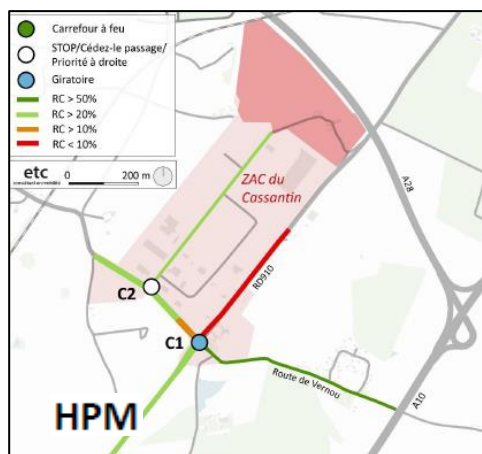 Carrefour à feu
STOP/Cédez-le passage/
Priorité à droite
Giratoire
RC > 50%
RC > 20%
RC > 10%
RC < 10%
etc
0 200 m
ZAC du
Cassantin
A28
RD910
C2
C1
Route de Vernou
A10
HPM